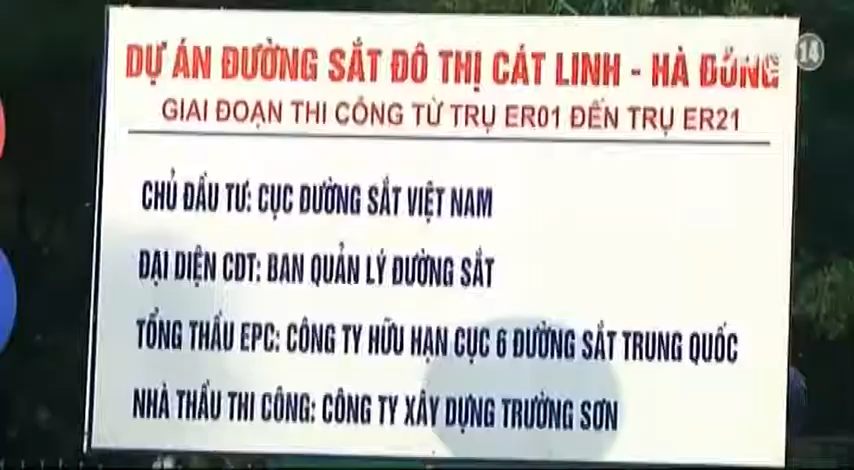 DỰ ÁN ĐƯỜNG SẮT ĐÔ THỊ CÁT LINH - HÀ ĐÔNG
14
GIAI ĐOẠN THI CÔNG TỪ TRỤ ER01 ĐẾN TRỤ ER21
CHỦ ĐẦU TƯ: CỤC ĐƯỜNG SẮT VIỆT NAM
ĐẠI DIỆN CDT: BAN QUẢN LÝ ĐƯỜNG SẮT
TỔNG THẦU EPC: CÔNG TY HỮU HẠN CỤC 6 ĐƯỜNG SẮT TRUNG QUỐC
NHÀ THẦU THI CÔNG: CÔNG TY XÂY DỰNG TRƯỜNG SƠN